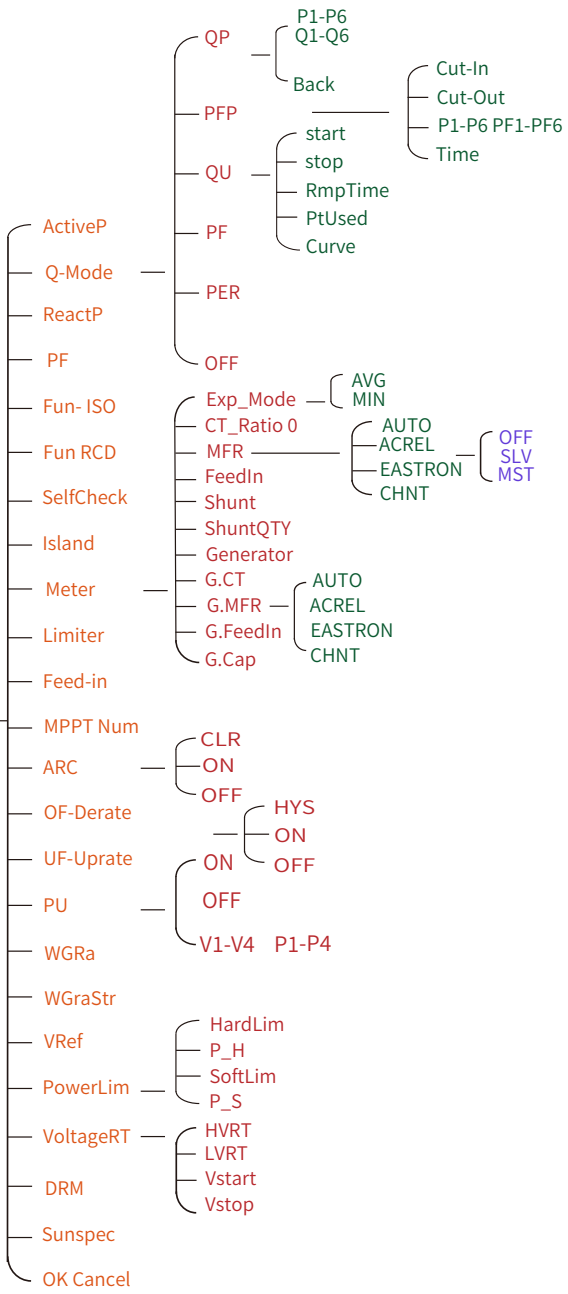 ActiveP
Q-Mode
ReactP
PF
Fun- ISO
Fun RCD
SelfCheck
Island
Meter
Limiter
Feed-in
MPPT Num
ARC
OF-Derate
UF-Uprate
PU
WGRa
WGraStr
VRef
PowerLim
VoltageRT
DRM
Sunspec
OK Cancel
QP
PFP
QU
PF
PER
OFF
P1-P6
Q1-Q6
Back
Cut-In
Cut-Out
P1-P6 PF1-PF6
Time
start
stop
RmpTime
PtUsed
Curve
Exp_Mode
CT_Ratio 0
MFR
FeedIn
Shunt
ShuntQTY
Generator
G.CT
G.MFR
G.FeedIn
G.Cap
AVG
MIN
AUTO
ACREL
EASTRON
CHNT
OFF
SLV
MST
AUTO
ACREL
EASTRON
CHNT
CLR
ON
OFF
HYS
ON
OFF
ON
OFF
V1-V4 P1-P4
HardLim
P_H
SoftLim
P_S
HVRT
LVRT
Vstart
Vstop